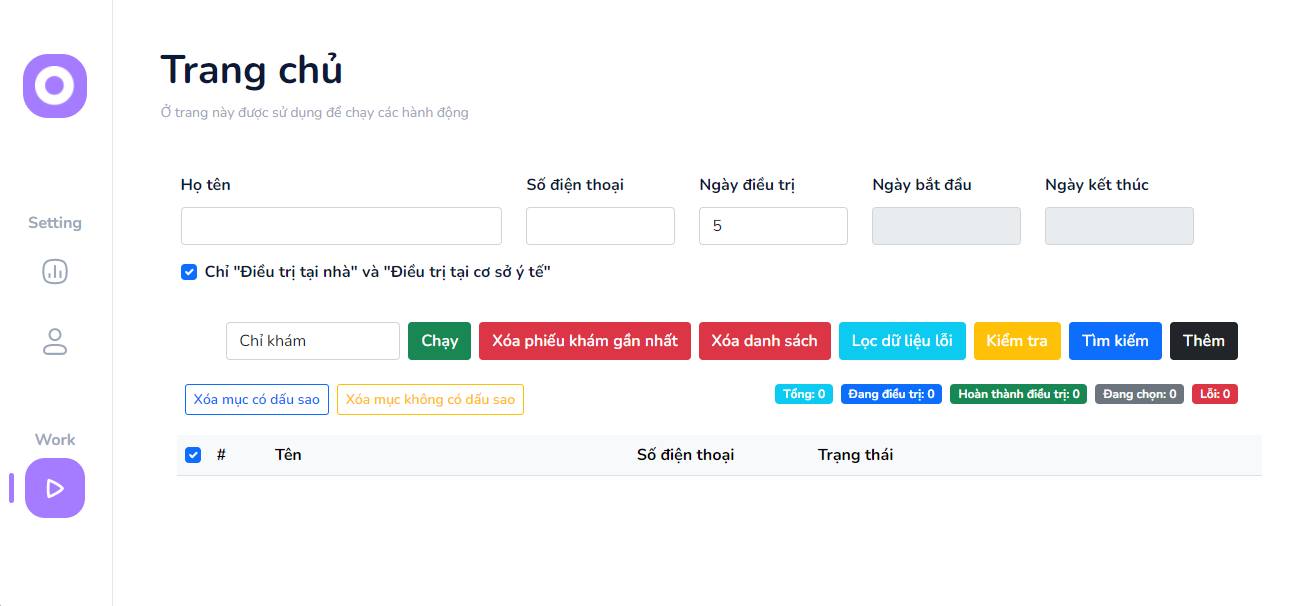 Trang chủ
Ở trang này được sử dụng để chạy các hành động
Setting
Họ tên
Số điện thoại
Ngày điều trị
Ngày bắt đầu
Ngày kết thúc
5
Chỉ "Điều trị tại nhà" và "Điều trị tại cơ sở ý tế"
Chỉ khám
Chạy
Xóa phiếu khám gần nhất
Xóa danh sách
Lọc dữ liệu lỗi
Kiểm tra
Tìm kiếm
Thêm
Xóa mục có dấu sao
Xóa mục không có dấu sao
Tổng: 0
Đang điều trị: 0
Hoàn thành điều trị: 0
Đang chọn: 0
Lỗi: 0
Work
#
Tên
Số điện thoại
Trạng thái